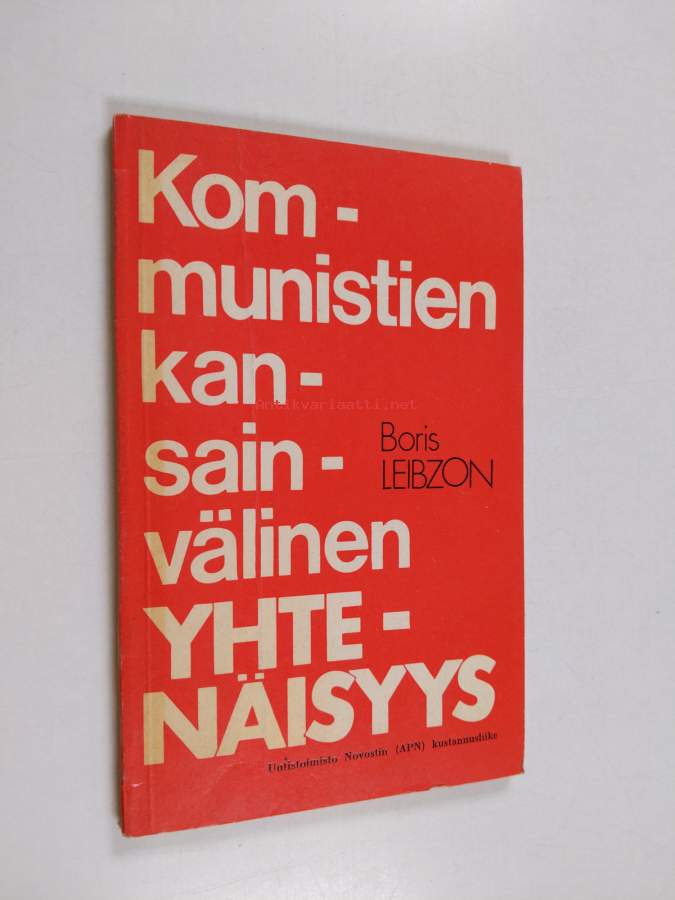 Kom-
munistien
kan-
Antikvariaatti.net
sain-
Boris
LEIBZON
välinen
YHTE-
NÄISYYS
Uutistoimisto Novostin (APN) kustannusliike